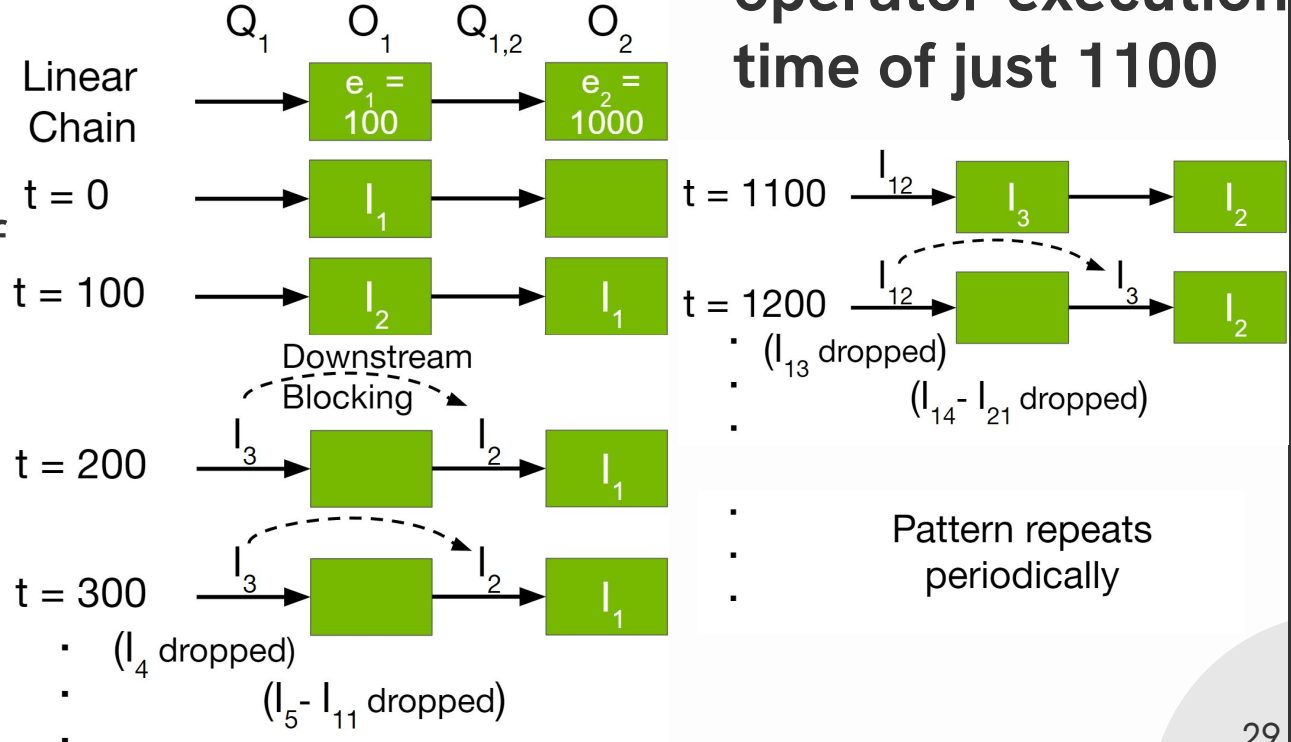 operator execution
time of just 1100
Q1 O1 Q1,2 O2
Linear
Chain
e1 =
100
e2 =
1000
t = 0
I1
t = 100
I2
I1
Downstream
Blocking
t = 200
I3
I2
I1
t = 300
I3
I2
I1
(I4 dropped)
(I5- I11 dropped)
t = 1100
I12
I3
I2
t = 1200
I12
I3
I2
(I13 dropped)
(I14- I21 dropped)
Pattern repeats
periodically
29